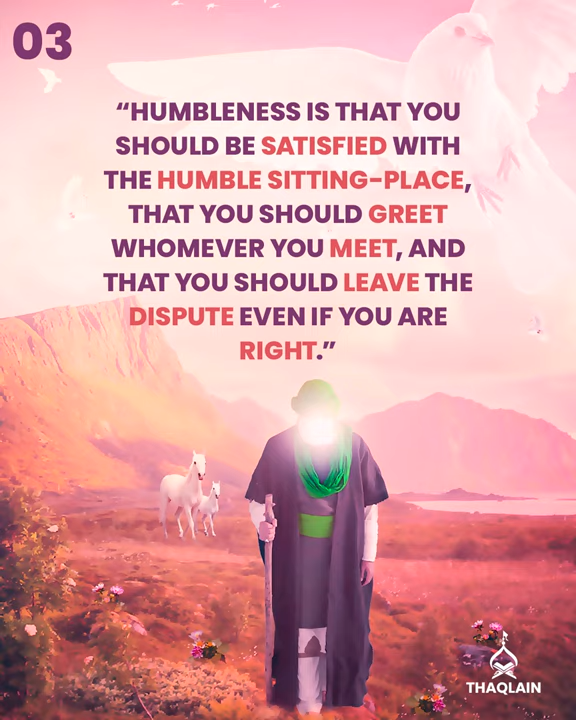 03
“HUMBLENESS IS THAT YOU
SHOULD BE SATISFIED WITH
THE HUMBLE SITTING-PLACE,
THAT YOU SHOULD GREET
WHOMEVER YOU MEET, AND
THAT YOU SHOULD LEAVE THE
DISPUTE EVEN IF YOU ARE
RIGHT.”
THAQLAIN